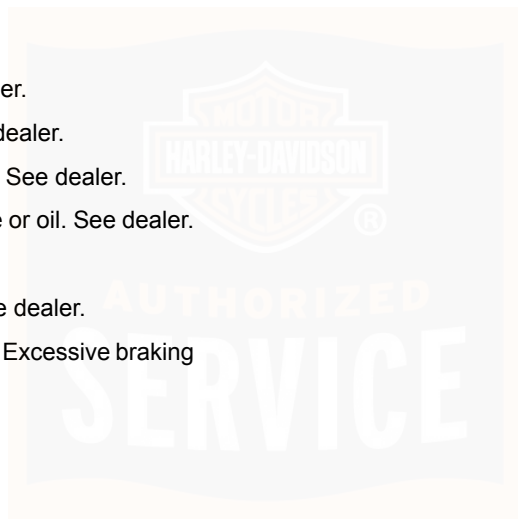 er.
dealer.
See dealer.
e or oil. See dealer.
e dealer.
Excessive braking
MOTOR
HARLEY-DAVIDSON
CYCLES
®
AUTHORIZED
SERVICE